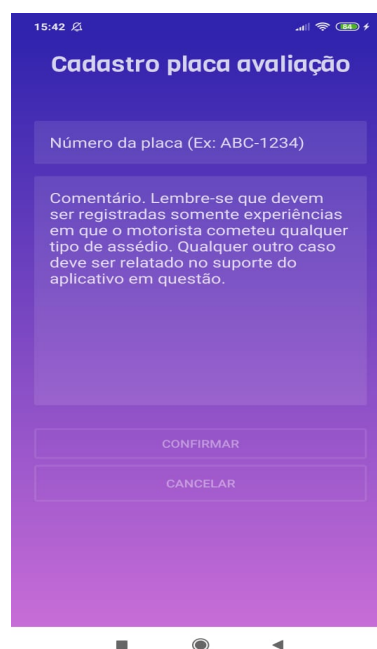 15:42
84
Cadastro placa avaliação
Número da placa (Ex: ABC-1234)
Comentário. Lembre-se que devem
ser registradas somente experiências
em que o motorista cometeu qualquer
tipo de assédio. Qualquer outro caso
deve ser relatado no suporte do
aplicativo em questão.
CONFIRMAR
CANCELAR